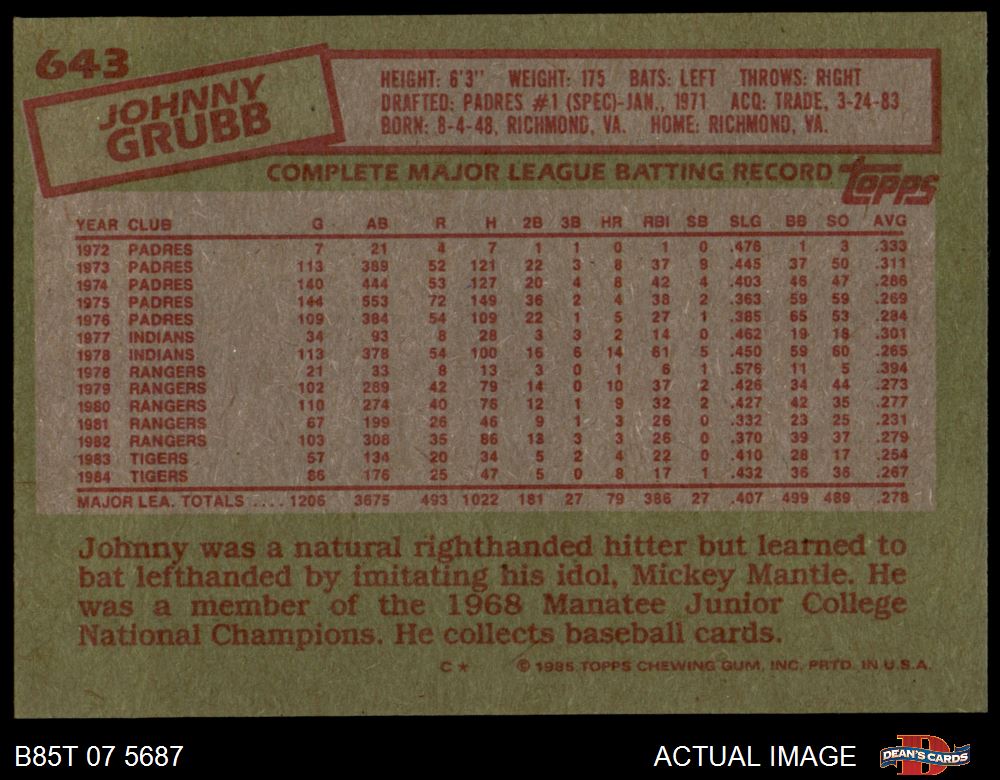 643
JOHNNY
GRUBB
HEIGHT: 6'3" WEIGHT: 175 BATS: LEFT THROWS: RIGHT
DRAFTED: PADRES #1 (SPEC)-JAN., 1971 ACQ: TRADE, 3-24-83
BORN: 8-4-48, RICHMOND, VA. HOME: RICHMOND, VA.
COMPLETE MAJOR LEAGUE BATTING RECORD topps
YEAR CLUB G AB R H 2B 3B HR RBI SB SLG BB SO AVG
1972 PADRES 7 21 4 7 1 1 0 1 0 .476 1 3 .333
1973 PADRES 113 389 52 121 22 3 8 37 9 .445 37 50 .311
1974 PADRES 140 444 53 127 20 4 8 42 4 .403 46 47 .286
1975 PADRES 144 553 72 149 36 2 4 38 2 .363 59 59 .269
1976 PADRES 109 384 54 109 22 1 5 27 1 .385 65 53 .284
1977 INDIANS 34 93 8 28 3 3 2 14 0 .462 19 18 .301
1978 INDIANS 113 378 54 100 16 6 14 61 5 .450 59 60 .265
1978 RANGERS 21 33 8 13 3 0 1 6 1 .576 11 5 .394
1979 RANGERS 102 289 42 79 14 0 10 37 2 .426 34 44 .273
1980 RANGERS 110 274 40 76 12 1 9 32 2 .427 42 35 .277
1981 RANGERS 67 199 26 46 9 1 3 26 0 .332 23 25 .231
1982 RANGERS 103 308 35 86 13 3 3 26 0 .370 39 37 .279
1983 TIGERS 57 134 20 34 5 2 4 22 0 .410 28 17 .254
1984 TIGERS 86 176 25 47 5 0 8 17 1 .432 36 36 .267
MAJOR LEA. TOTALS .... 1206 3675 493 1022 181 27 79 386 27 .407 499 489 .278
Johnny was a natural righthanded hitter but learned to
bat lefthanded by imitating his idol, Mickey Mantle. He
was a member of the 1968 Manatee Junior College
National Champions. He collects baseball cards.
C * © 1985 TOPPS CHEWING GUM, INC. PRTD. IN U.S.A.
B85T 07 5687 ACTUAL IMAGE DEAN'S CARDS